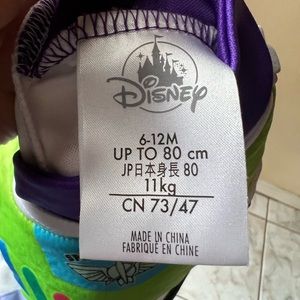 Disney
6-12M
UP TO 80 cm
JP日本身長 80
11kg
CN 73/47
MADE IN CHINA
FABRIQUÉ EN CHINE